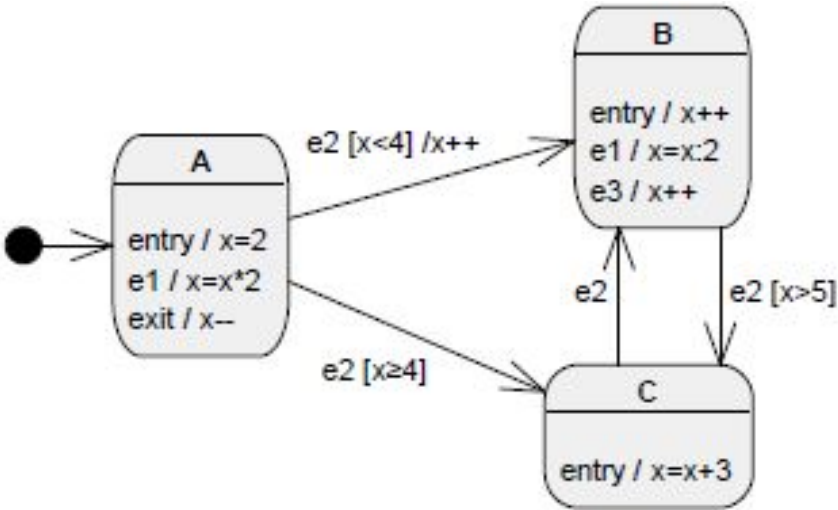 A
entry / x=2
e1 / x=x*2
exit / x--
e2 [x<4] /x++
e2 [x≥4]
B
entry / x++
e1 / x=x:2
e3 / x++
e2
e2 [x>5]
C
entry / x=x+3